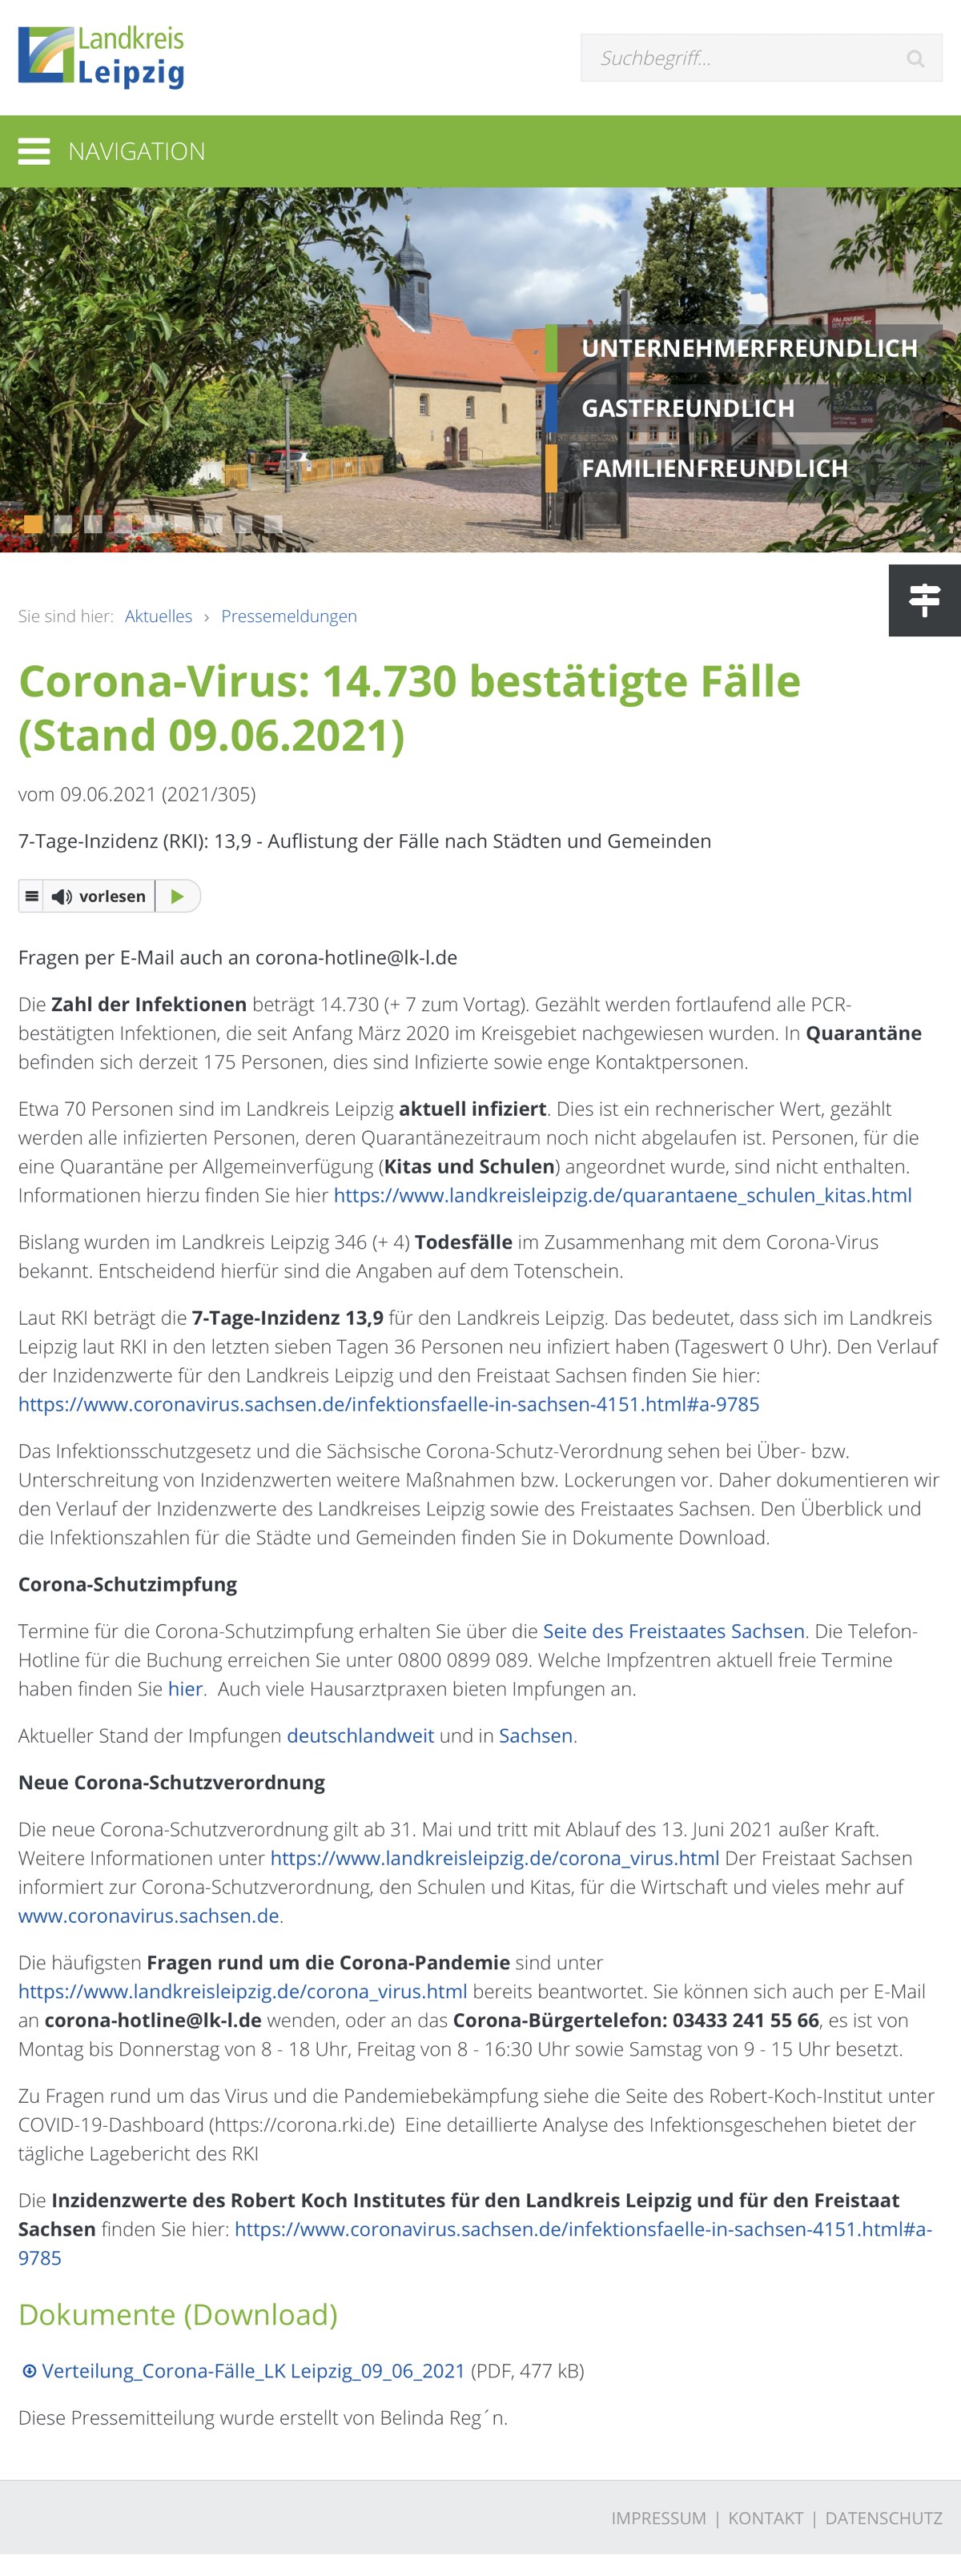 Landkreis
Leipzig
Suchbegriff...
NAVIGATION
UNTERNEHMERFREUNDLICH
GASTFREUNDLICH
FAMILIENFREUNDLICH
Sie sind hier: Aktuelles › Pressemeldungen
Corona-Virus: 14.730 bestätigte Fälle
(Stand 09.06.2021)
vom 09.06.2021 (2021/305)
7-Tage-Inzidenz (RKI): 13,9 - Auflistung der Fälle nach Städten und Gemeinden
vorlesen
Fragen per E-Mail auch an corona-hotline@lk-l.de
Die Zahl der Infektionen beträgt 14.730 (+ 7 zum Vortag). Gezählt werden fortlaufend alle PCR-
bestätigten Infektionen, die seit Anfang März 2020 im Kreisgebiet nachgewiesen wurden. In Quarantäne
befinden sich derzeit 175 Personen, dies sind Infizierte sowie enge Kontaktpersonen.
Etwa 70 Personen sind im Landkreis Leipzig aktuell infiziert. Dies ist ein rechnerischer Wert, gezählt
werden alle infizierten Personen, deren Quarantänezeitraum noch nicht abgelaufen ist. Personen, für die
eine Quarantäne per Allgemeinverfügung (Kitas und Schulen) angeordnet wurde, sind nicht enthalten.
Informationen hierzu finden Sie hier https://www.landkreisleipzig.de/quarantaene_schulen_kitas.html
Bislang wurden im Landkreis Leipzig 346 (+ 4) Todesfälle im Zusammenhang mit dem Corona-Virus
bekannt. Entscheidend hierfür sind die Angaben auf dem Totenschein.
Laut RKI beträgt die 7-Tage-Inzidenz 13,9 für den Landkreis Leipzig. Das bedeutet, dass sich im Landkreis
Leipzig laut RKI in den letzten sieben Tagen 36 Personen neu infiziert haben (Tageswert 0 Uhr). Den Verlauf
der Inzidenzwerte für den Landkreis Leipzig und den Freistaat Sachsen finden Sie hier:
https://www.coronavirus.sachsen.de/infektionsfaelle-in-sachsen-4151.html#a-9785
Das Infektionsschutzgesetz und die Sächsische Corona-Schutz-Verordnung sehen bei Über- bzw.
Unterschreitung von Inzidenzwerten weitere Maßnahmen bzw. Lockerungen vor. Daher dokumentieren wir
den Verlauf der Inzidenzwerte des Landkreises Leipzig sowie des Freistaates Sachsen. Den Überblick und
die Infektionszahlen für die Städte und Gemeinden finden Sie in Dokumente Download.
Corona-Schutzimpfung
Termine für die Corona-Schutzimpfung erhalten Sie über die Seite des Freistaates Sachsen. Die Telefon-
Hotline für die Buchung erreichen Sie unter 0800 0899 089. Welche Impfzentren aktuell freie Termine
haben finden Sie hier.  Auch viele Hausarztpraxen bieten Impfungen an.
Aktueller Stand der Impfungen deutschlandweit und in Sachsen.
Neue Corona-Schutzverordnung
Die neue Corona-Schutzverordnung gilt ab 31. Mai und tritt mit Ablauf des 13. Juni 2021 außer Kraft.
Weitere Informationen unter https://www.landkreisleipzig.de/corona_virus.html Der Freistaat Sachsen
informiert zur Corona-Schutzverordnung, den Schulen und Kitas, für die Wirtschaft und vieles mehr auf
www.coronavirus.sachsen.de.
Die häufigsten Fragen rund um die Corona-Pandemie sind unter
https://www.landkreisleipzig.de/corona_virus.html bereits beantwortet. Sie können sich auch per E-Mail
an corona-hotline@lk-l.de wenden, oder an das Corona-Bürgertelefon: 03433 241 55 66, es ist von
Montag bis Donnerstag von 8 - 18 Uhr, Freitag von 8 - 16:30 Uhr sowie Samstag von 9 - 15 Uhr besetzt.
Zu Fragen rund um das Virus und die Pandemiebekämpfung siehe die Seite des Robert-Koch-Institut unter
COVID-19-Dashboard (https://corona.rki.de)  Eine detaillierte Analyse des Infektionsgeschehen bietet der
tägliche Lagebericht des RKI
Die Inzidenzwerte des Robert Koch Institutes für den Landkreis Leipzig und für den Freistaat
Sachsen finden Sie hier: https://www.coronavirus.sachsen.de/infektionsfaelle-in-sachsen-4151.html#a-
9785
Dokumente (Download)
Verteilung_Corona-Fälle_LK Leipzig_09_06_2021 (PDF, 477 kB)
Diese Pressemitteilung wurde erstellt von Belinda Reg´n.
IMPRESSUM | KONTAKT | DATENSCHUTZ